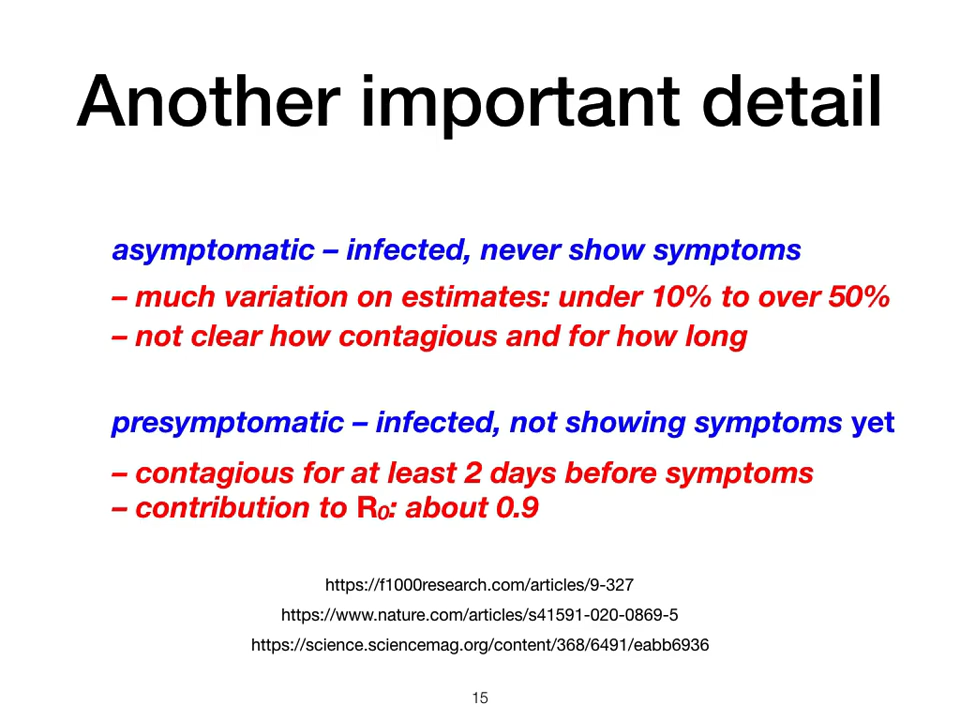 Another important detail
asymptomatic – infected, never show symptoms
– much variation on estimates: under 10% to over 50%
– not clear how contagious and for how long
presymptomatic – infected, not showing symptoms yet
– contagious for at least 2 days before symptoms
– contribution to R₀: about 0.9
https://f1000research.com/articles/9-327
https://www.nature.com/articles/s41591-020-0869-5
https://science.sciencemag.org/content/368/6491/eabb6936
15